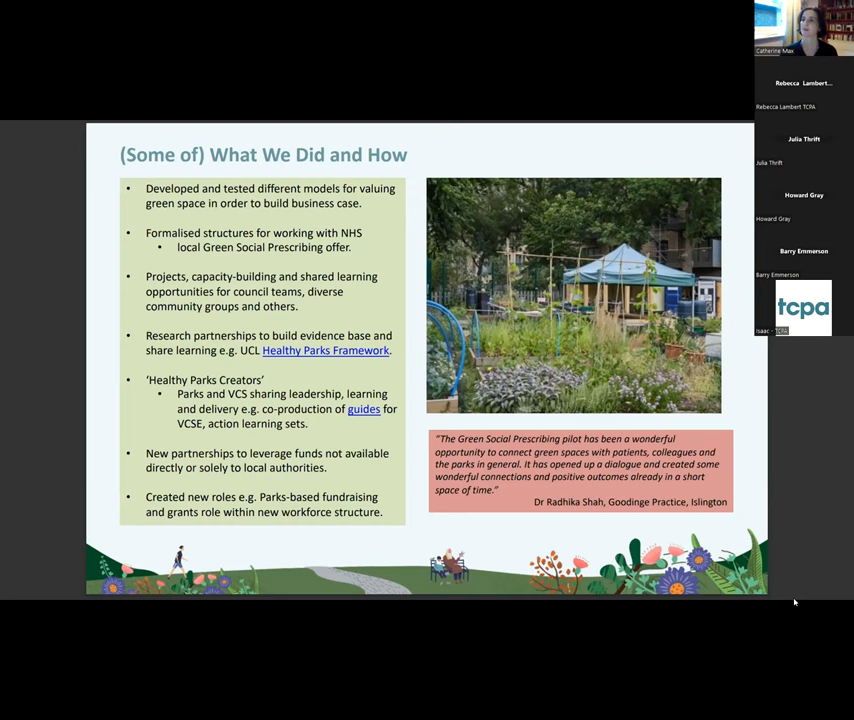 (Some of) What We Did and How
• Developed and tested different models for valuing
green space in order to build business case.
• Formalised structures for working with NHS
• local Green Social Prescribing offer.
• Projects, capacity-building and shared learning
opportunities for council teams, diverse
community groups and others.
• Research partnerships to build evidence base and
share learning e.g. UCL Healthy Parks Framework.
• ‘Healthy Parks Creators’
• Parks and VCS sharing leadership, learning
and delivery e.g. co-production of guides for
VCSE, action learning sets.
• New partnerships to leverage funds not available
directly or solely to local authorities.
• Created new roles e.g. Parks-based fundraising
and grants role within new workforce structure.
“The Green Social Prescribing pilot has been a wonderful
opportunity to connect green spaces with patients, colleagues and
the parks in general. It has opened up a dialogue and created some
wonderful connections and positive outcomes already in a short
space of time.”
Dr Radhika Shah, Goodinge Practice, Islington
Catherine Max
Rebecca Lambert...
Rebecca Lambert TCPA
Julia Thrift
Julia Thrift
Howard Gray
Howard Gray
Barry Emmerson
Barry Emmerson
tcpa
Isaac - TCPA